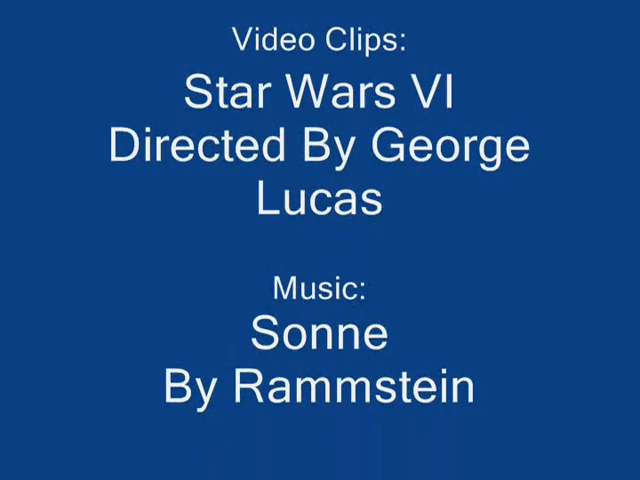 Video Clips:
Star Wars VI
Directed By George
Lucas
Music:
Sonne
By Rammstein